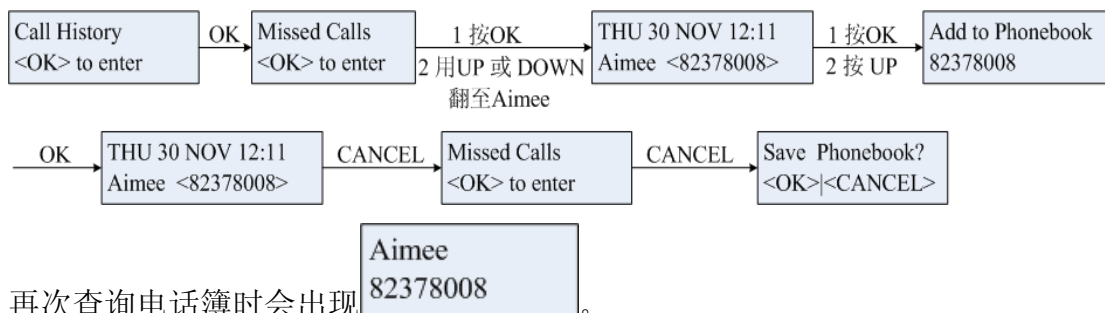 Call History
<OK> to enter
OK
Missed Calls
<OK> to enter
1 按OK
2 用UP 或 DOWN
翻至Aimee
THU 30 NOV 12:11
Aimee <82378008>
1 按OK
2 按 UP
Add to Phonebook
82378008
OK
THU 30 NOV 12:11
Aimee <82378008>
CANCEL
Missed Calls
<OK> to enter
CANCEL
Save Phonebook?
<OK>|<CANCEL>
Aimee
82378008
再次查询电话簿时会出现。